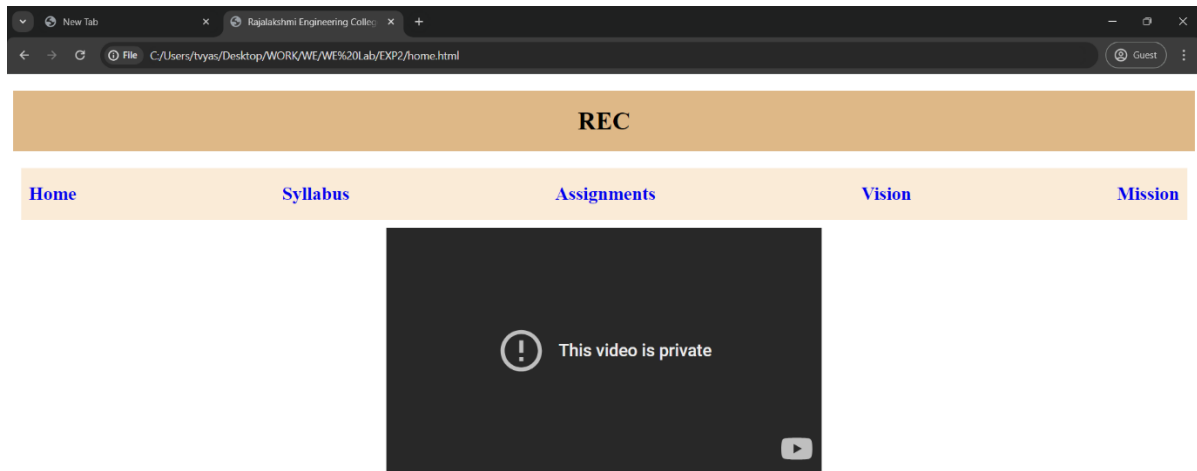 New Tab Rajalakshmi Engineering Colleg
File C:/Users/tvyas/Desktop/WORK/WE/WE%20Lab/EXP2/home.html Guest
REC
Home Syllabus Assignments Vision Mission
This video is private